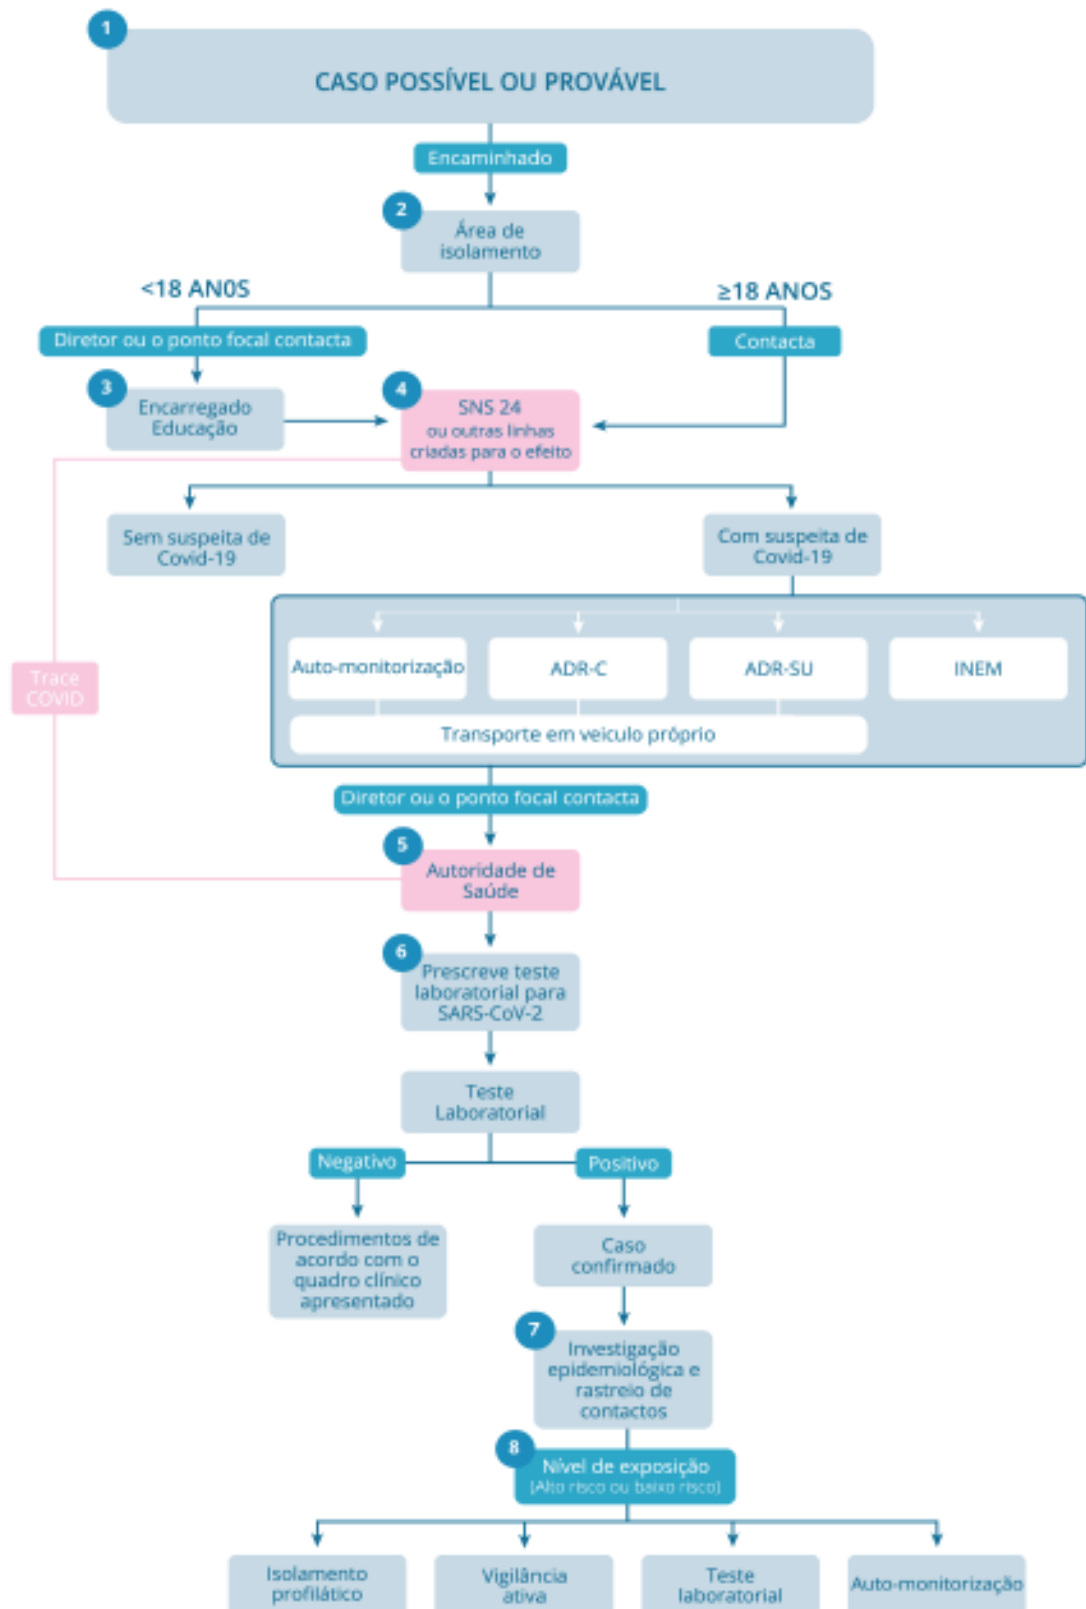 1
CASO POSSÍVEL OU PROVÁVEL
Encaminhado
2
Área de
isolamento
<18 AN0S
≥18 ANOS
Diretor ou o ponto focal contacta
Contacta
3
Encarregado
Educação
4
SNS 24
ou outras linhas
criadas para o efeito
Sem suspeita de
Covid-19
Com suspeita de
Covid-19
Auto-monitorização
ADR-C
ADR-SU
INEM
Transporte em veiculo próprio
Trace
COVID
Diretor ou o ponto focal contacta
5
Autoridade de
Saúde
6
Prescreve teste
laboratorial para
SARS-CoV-2
Teste
Laboratorial
Negativo
Positivo
Procedimentos de
acordo com o
quadro clínico
apresentado
Caso
confirmado
7
Investigação
epidemiológica e
rastreio de
contactos
8
Nível de exposição
(Alto risco ou baixo risco)
Isolamento
profilático
Vigilância
ativa
Teste
laboratorial
Auto-monitorização